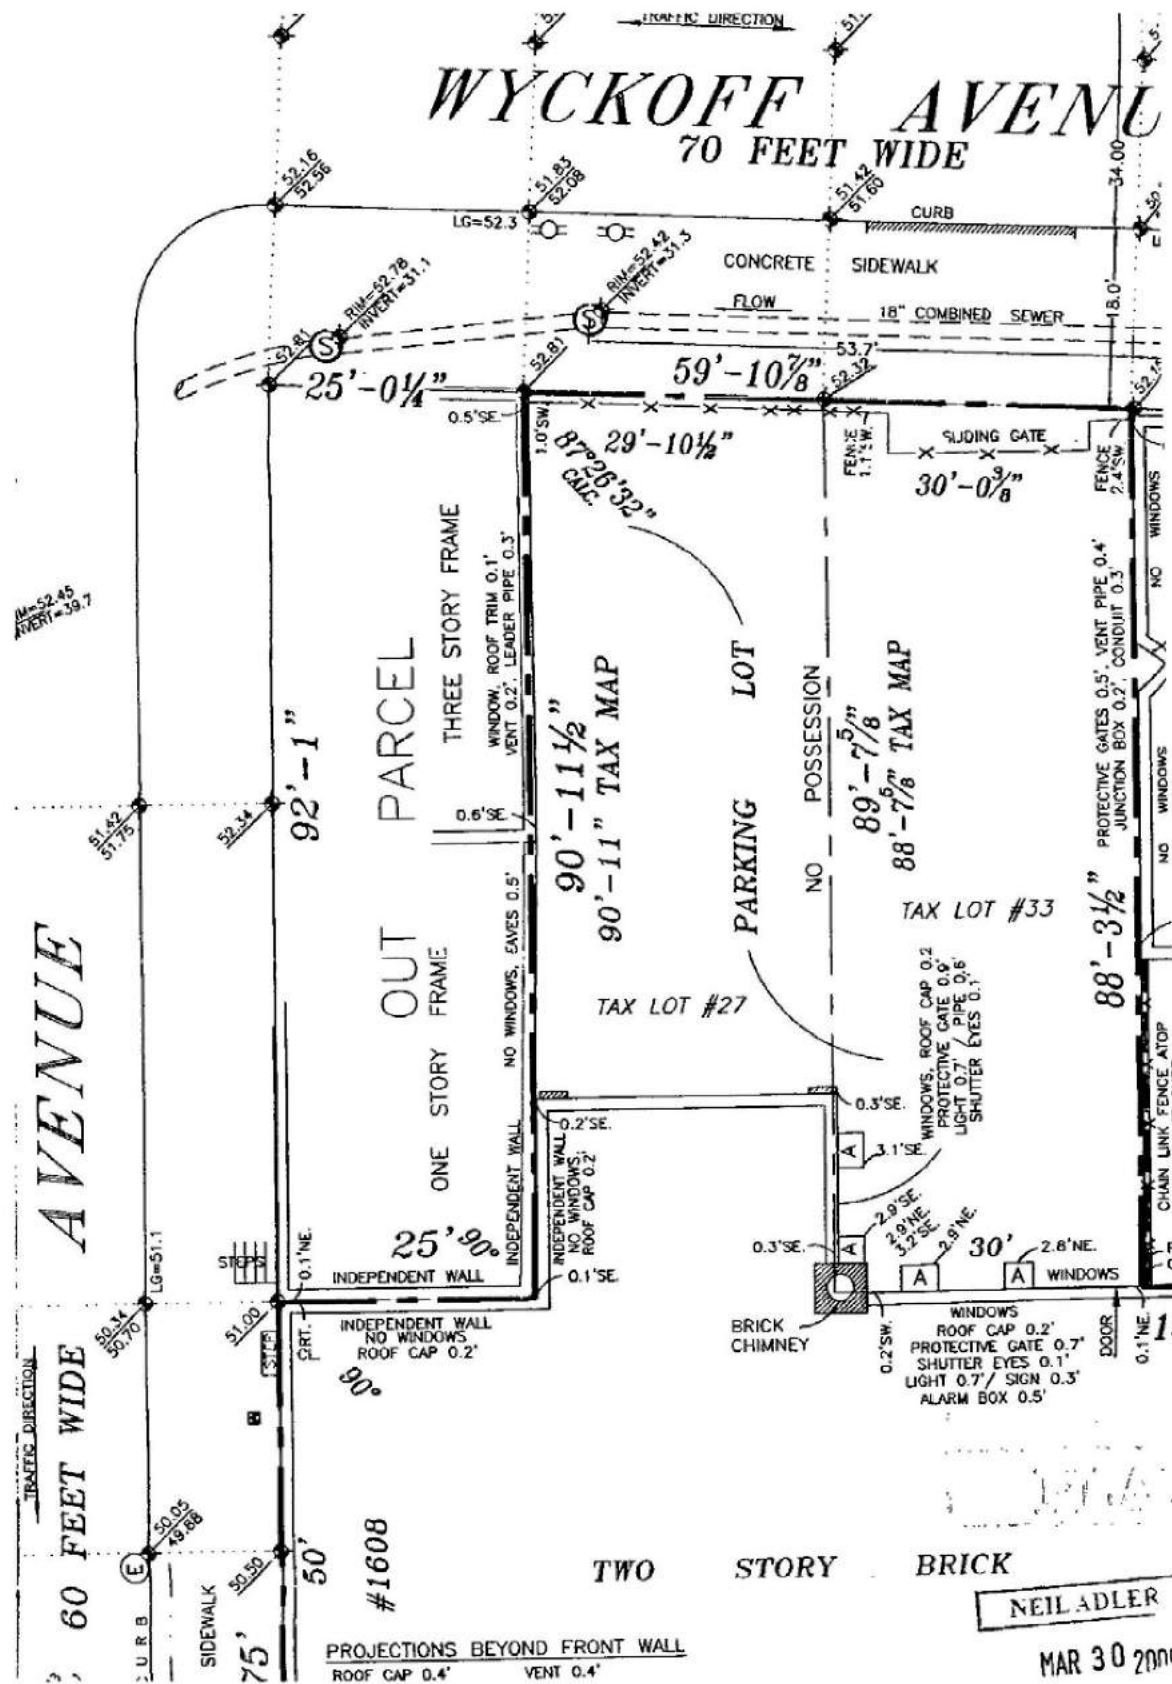 TRAFFIC DIRECTION
WYCKOFF AVENU
70 FEET WIDE
34.00
52.16
52.56
51.83
52.08
51.42
51.60
LG=52.3
CURB
CONCRETE SIDEWALK
18.0'
RIM=52.78
INVERT=31.1
RIM=52.42
INVERT=31.3
FLOW
18" COMBINED SEWER
S
S
52.81
52.81
52.32
53.7'
25'-0¼"
59'-10⅞"
0.5'SE.
1.0'SW.
87°26'32"
CALC.
29'-10½"
FENCE
1.1'SW.
SLIDING GATE
30'-0⅜"
FENCE
2.4'SW.
NO WINDOWS
INVERT=39.7
THREE STORY FRAME
WINDOW, ROOF TRIM 0.1'
VENT 0.2', LEADER PIPE 0.3'
OUT PARCEL
92'-1"
90'-11½"
90'-11" TAX MAP
PARKING LOT
NO POSSESSION
89'-7⅝"
88'-7⅝" TAX MAP
PROTECTIVE GATES 0.5', VENT PIPE 0.4'
JUNCTION BOX 0.2', CONDUIT 0.3'
NO WINDOWS
88'-3½"
0.6'SE.
51.42
51.75
52.34
TAX LOT #33
TAX LOT #27
ONE STORY FRAME
NO WINDOWS, EAVES 0.5'
WINDOWS, ROOF CAP 0.2
PROTECTIVE GATE 0.9'
LIGHT 0.7' / PIPE 0.6'
SHUTTER EYES 0.1'
AVENUE
CHAIN LINK FENCE ATOP
0.2'SE.
0.3'SE.
A
3.1'SE.
INDEPENDENT WALL
INDEPENDENT WALL
NO WINDOWS,
ROOF CAP 0.2'
2.9'SE.
2.9'NE.
3.2'SE.
2.9'NE.
A
0.3'SE.
30'
2.8'NE.
A
A
WINDOWS
25'
90°
STEPS
0.1'NE.
INDEPENDENT WALL
0.1'SE.
LG=51.1
50.34
50.70
51.00
STEP
INDEPENDENT WALL
NO WINDOWS
ROOF CAP 0.2'
90°
BRICK
CHIMNEY
0.2'SW.
WINDOWS
ROOF CAP 0.2'
PROTECTIVE GATE 0.7'
SHUTTER EYES 0.1'
LIGHT 0.7'/ SIGN 0.3'
ALARM BOX 0.5'
DOOR
0.1'NE.
TRAFFIC DIRECTION
60 FEET WIDE
E
50.05
49.88
50.50
50'
#1608
TWO STORY BRICK
SIDEWALK
75'
PROJECTIONS BEYOND FRONT WALL
ROOF CAP 0.4' VENT 0.4'
NEIL ADLER
MAR 30